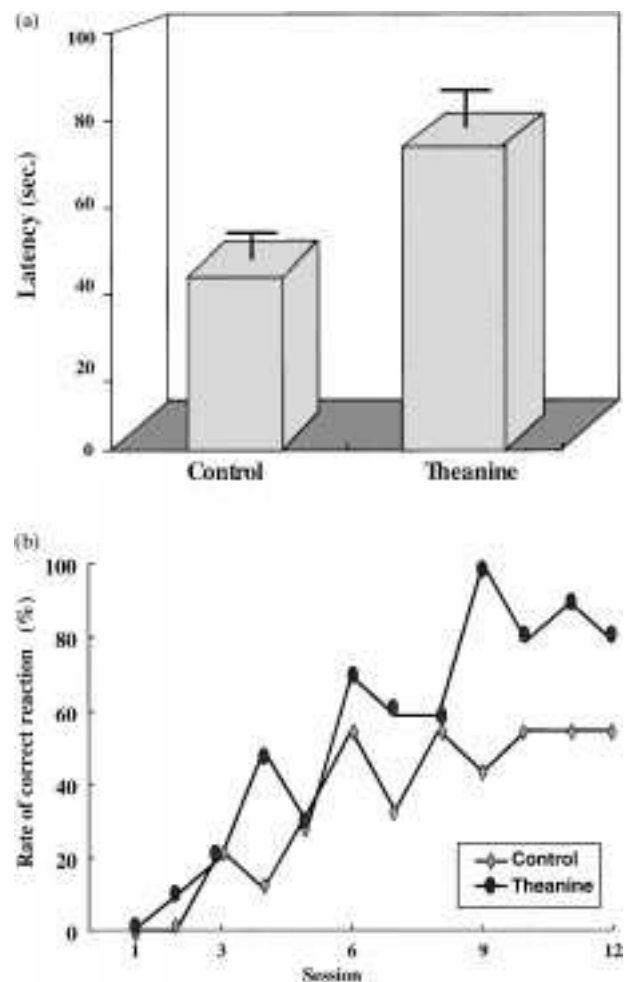 (a)
100
80
60
40
20
0
Latency (sec.)
Control
Theanine
(b)
100
80
60
40
20
0
Rate of correct reaction (%)
Control
Theanine
1
3
6
9
12
Session